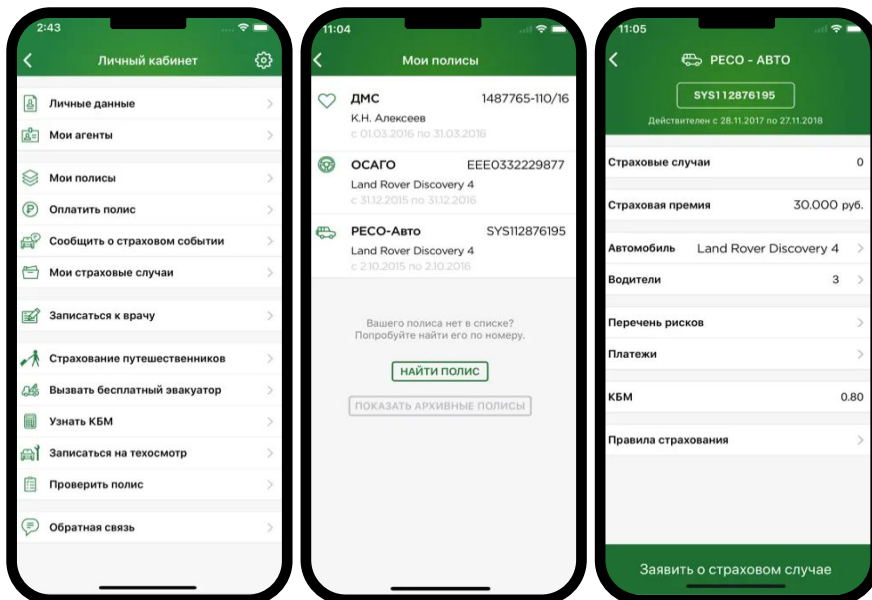 2:43
Личный кабинет
Личные данные
Мои агенты
Мои полисы
Оплатить полис
Сообщить о страховом событии
Мои страховые случаи
Записаться к врачу
Страхование путешественников
Вызвать бесплатный эвакуатор
Узнать КБМ
Записаться на техосмотр
Проверить полис
Обратная связь
11:04
Мои полисы
ДМС 1487765-110/16
К.Н. Алексеев
с 01.03.2016 по 31.03.2016
ОСАГО EEE0332229877
Land Rover Discovery 4
с 31.12.2015 по 31.12.2016
РЕСО-Авто SYS112876195
Land Rover Discovery 4
с 2.10.2015 по 2.10.2016
Вашего полиса нет в списке?
Попробуйте найти его по номеру.
НАЙТИ ПОЛИС
ПОКАЗАТЬ АРХИВНЫЕ ПОЛИСЫ
11:05
РЕСО - АВТО
SYS112876195
Действителен с 28.11.2017 по 27.11.2018
Страховые случаи 0
Страховая премия 30.000 руб.
Автомобиль Land Rover Discovery 4
Водители 3
Перечень рисков
Платежи
КБМ 0.80
Правила страхования
Заявить о страховом случае